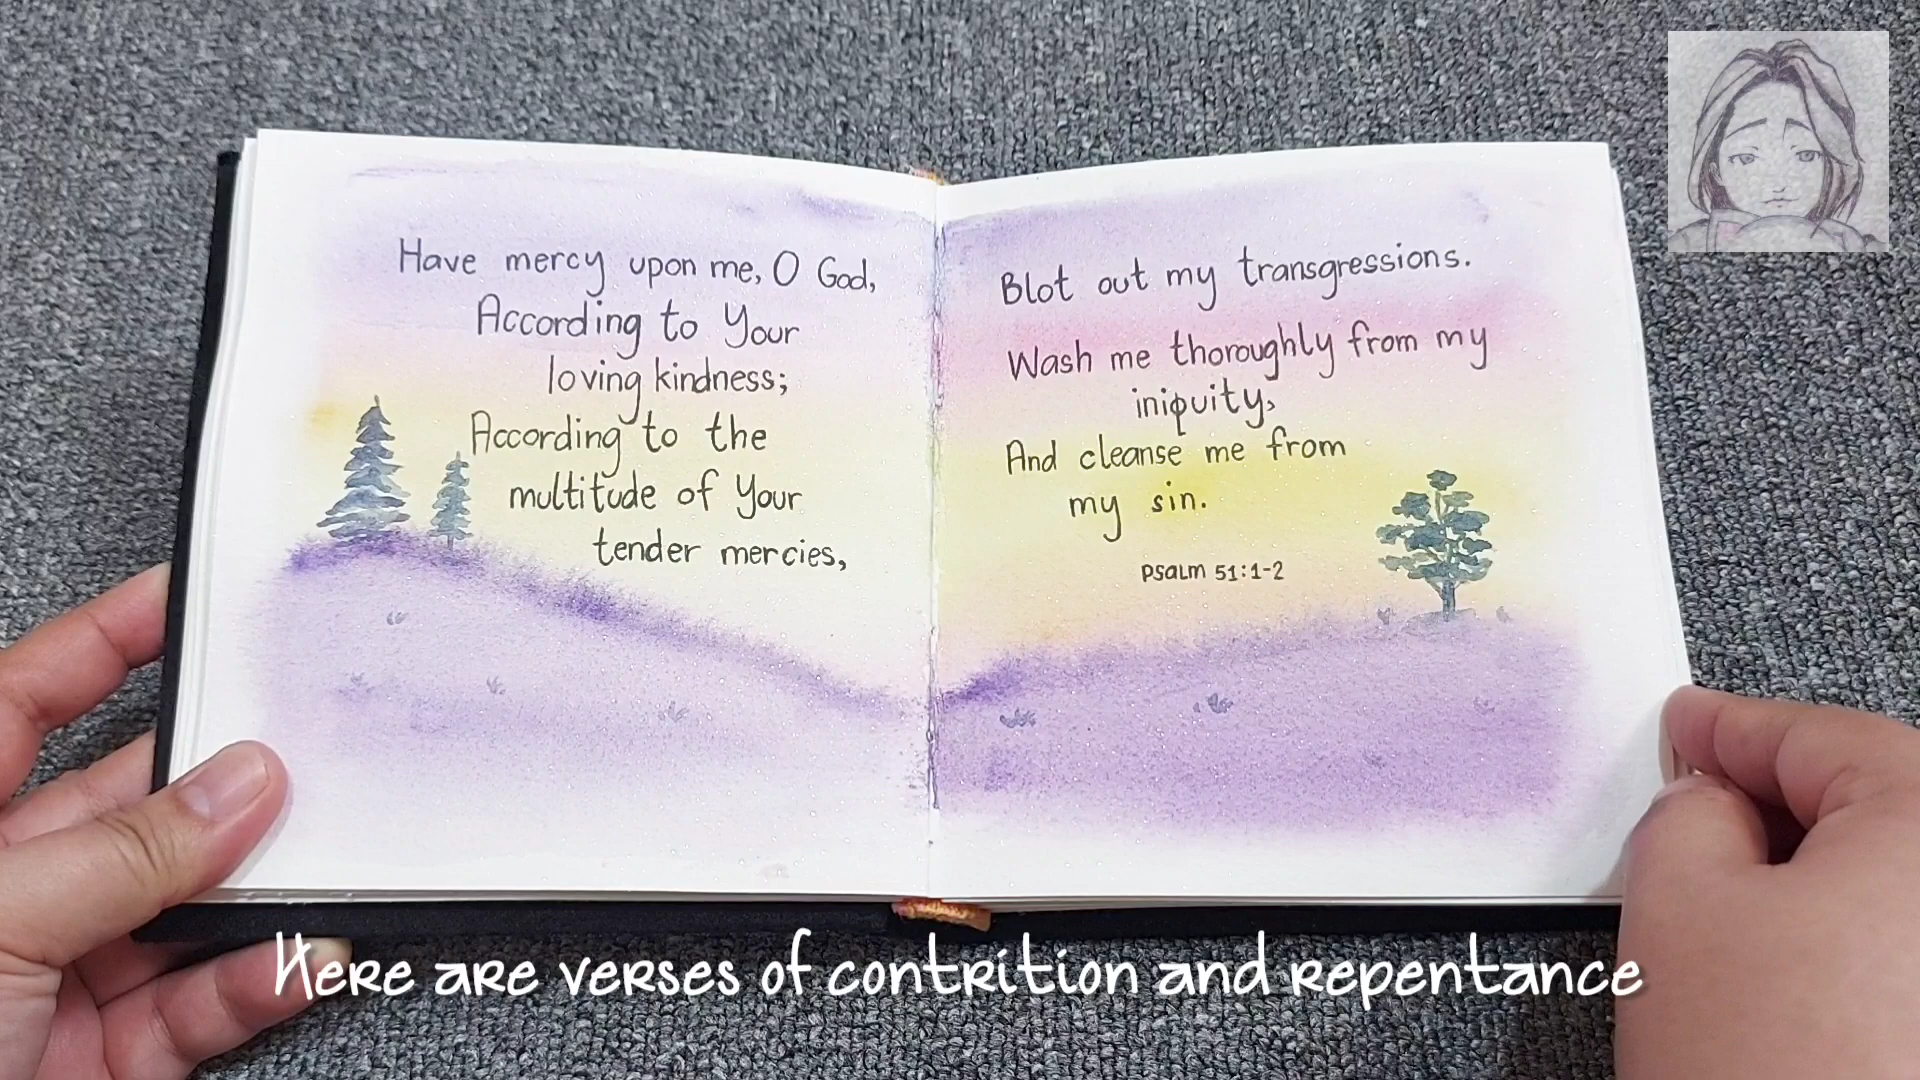 Have mercy upon me, O God,
According to Your
loving kindness;
According to the
multitude of Your
tender mercies,
Blot out my transgressions.
Wash me thoroughly from my
iniquity,
And cleanse me from
my sin.
Psalm 51:1-2
Here are verses of contrition and repentance